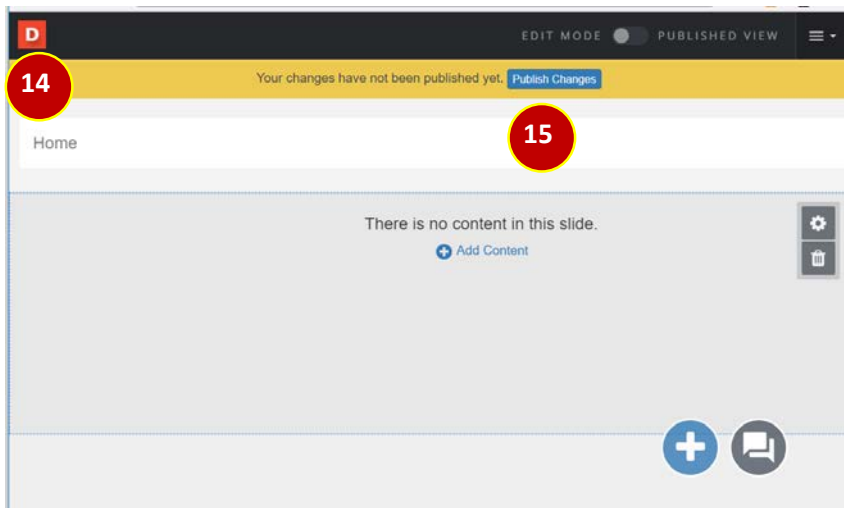 D
EDIT MODE PUBLISHED VIEW
14
Your changes have not been published yet. Publish Changes
15
Home
There is no content in this slide.
Add Content